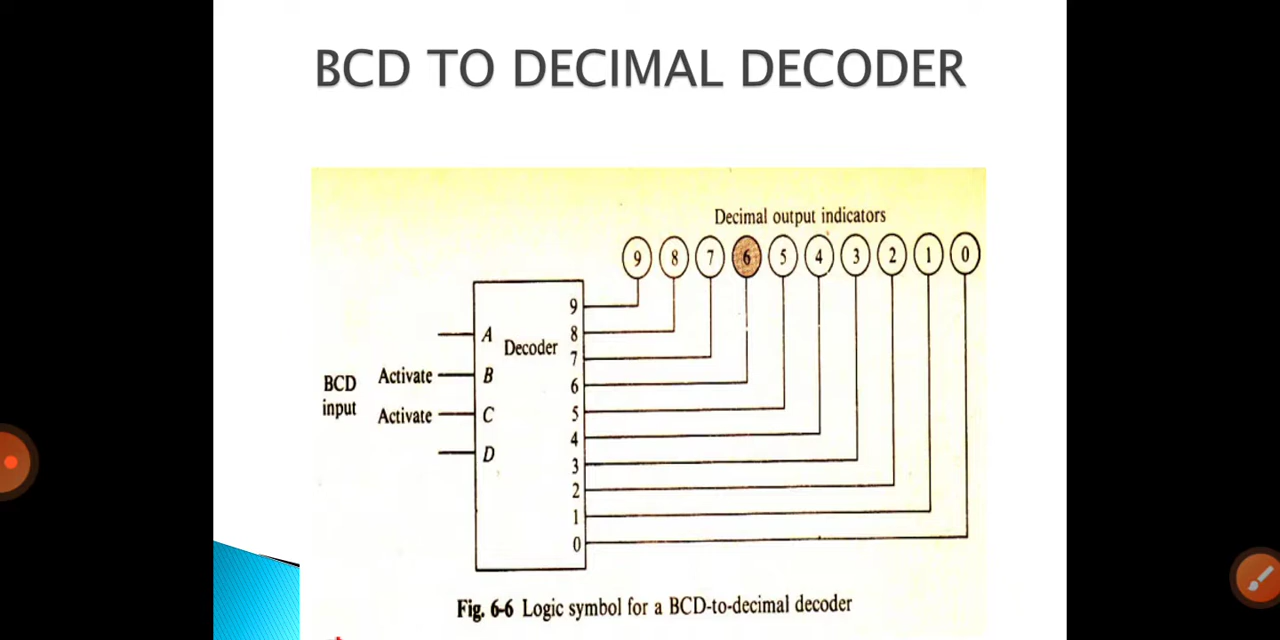 BCD TO DECIMAL DECODER
Decimal output indicators
9 8 7 6 5 4 3 2 1 0
9
A Decoder 8
7
BCD input
Activate B 6
Activate C 5
4
D 3
2
1
0
Fig. 6-6 Logic symbol for a BCD-to-decimal decoder